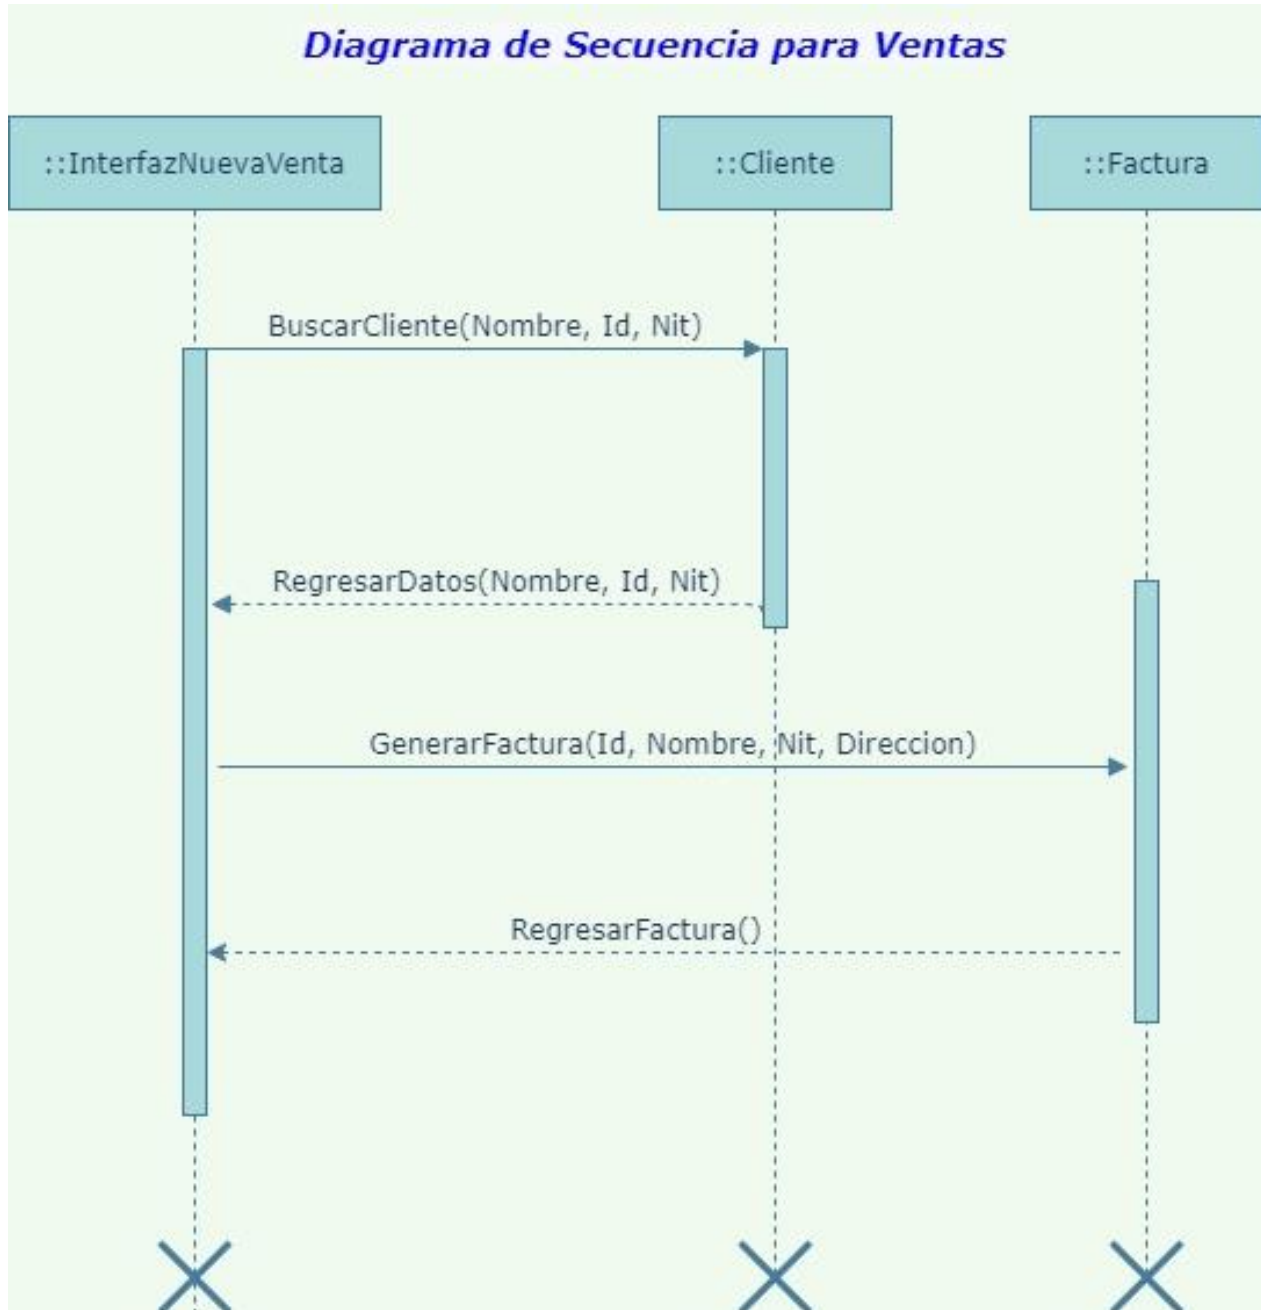 Diagrama de Secuencia para Ventas
::InterfazNuevaVenta
::Cliente
::Factura
BuscarCliente(Nombre, Id, Nit)
RegresarDatos(Nombre, Id, Nit)
GenerarFactura(Id, Nombre, Nit, Direccion)
RegresarFactura()